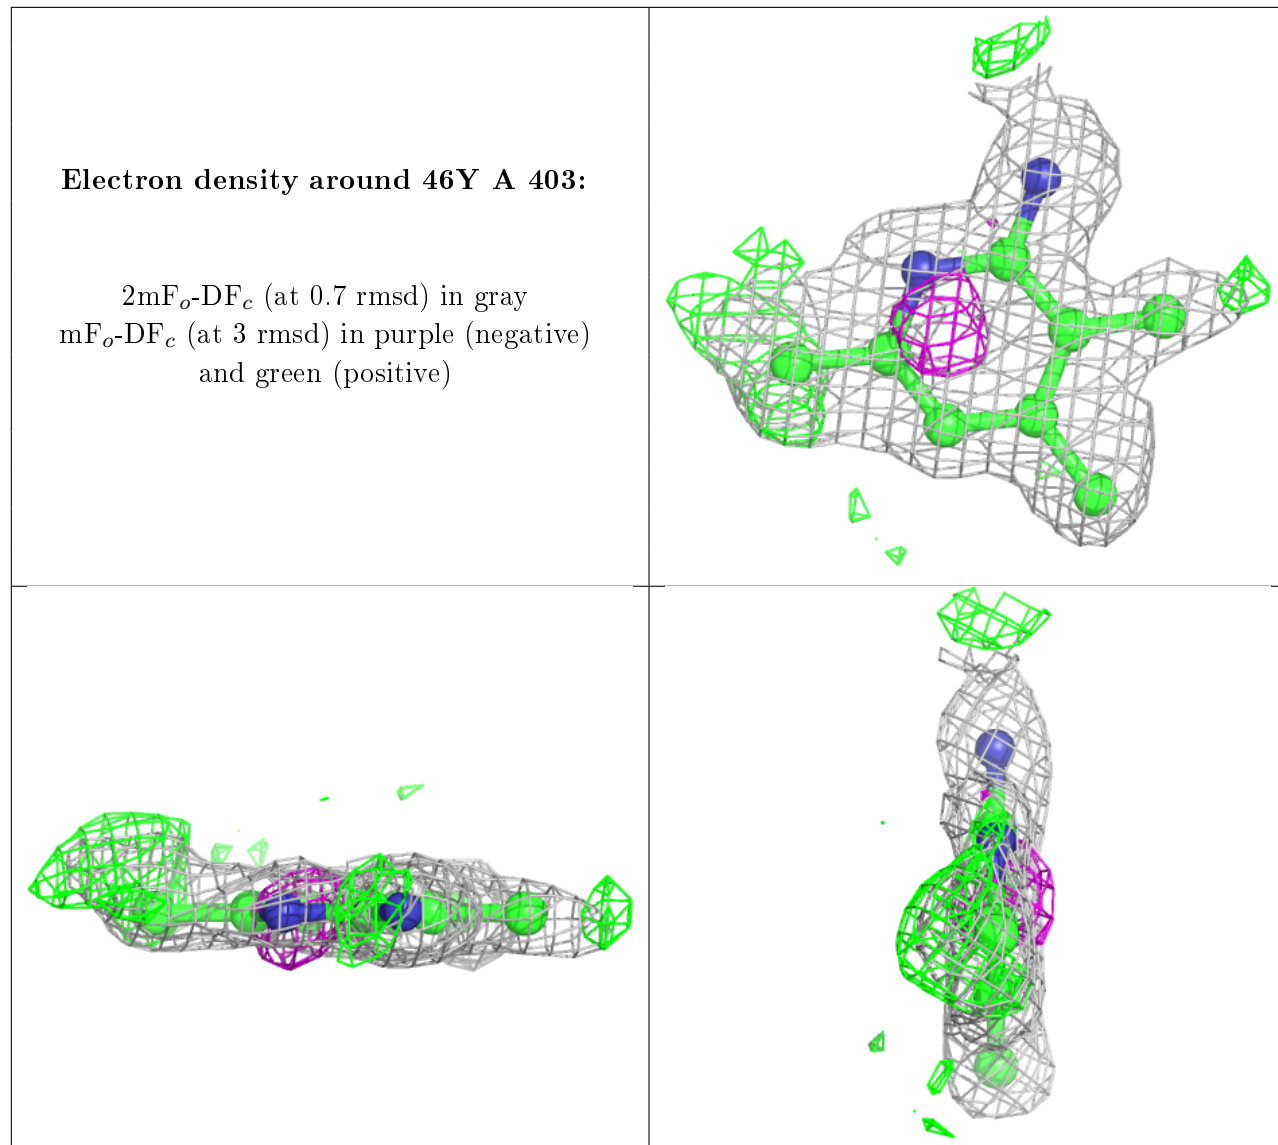 Electron density around 46Y A 403:
2mFo-DFc (at 0.7 rmsd) in gray
mFo-DFc (at 3 rmsd) in purple (negative)
and green (positive)